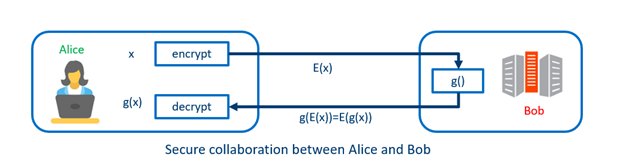 Alice
x
encrypt
E(x)
g()
g(x)
decrypt
g(E(x))=E(g(x))
Bob
Secure collaboration between Alice and Bob